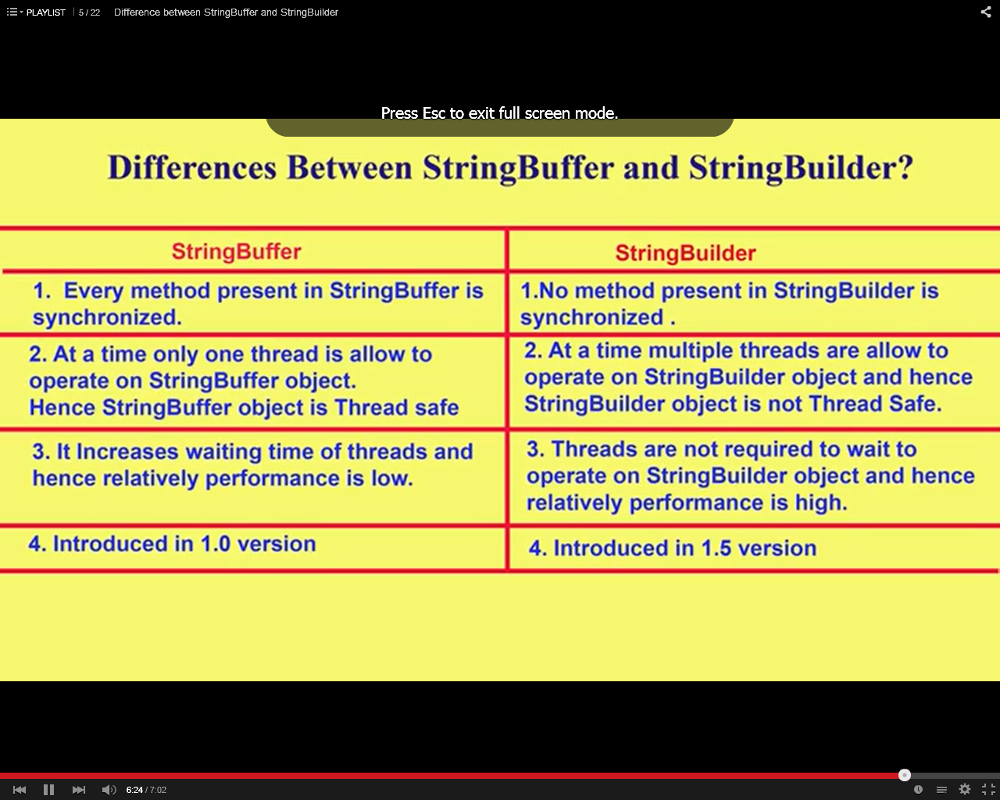 PLAYLIST 5 / 22 Difference between StringBuffer and StringBuilder
Press Esc to exit full screen mode.
Differences Between StringBuffer and StringBuilder?
StringBuffer
StringBuilder
1. Every method present in StringBuffer is
synchronized.
1.No method present in StringBuilder is
synchronized .
2. At a time only one thread is allow to
operate on StringBuffer object.
Hence StringBuffer object is Thread safe
2. At a time multiple threads are allow to
operate on StringBuilder object and hence
StringBuilder object is not Thread Safe.
3. It Increases waiting time of threads and
hence relatively performance is low.
3. Threads are not required to wait to
operate on StringBuilder object and hence
relatively performance is high.
4. Introduced in 1.0 version
4. Introduced in 1.5 version
6:24 / 7:02